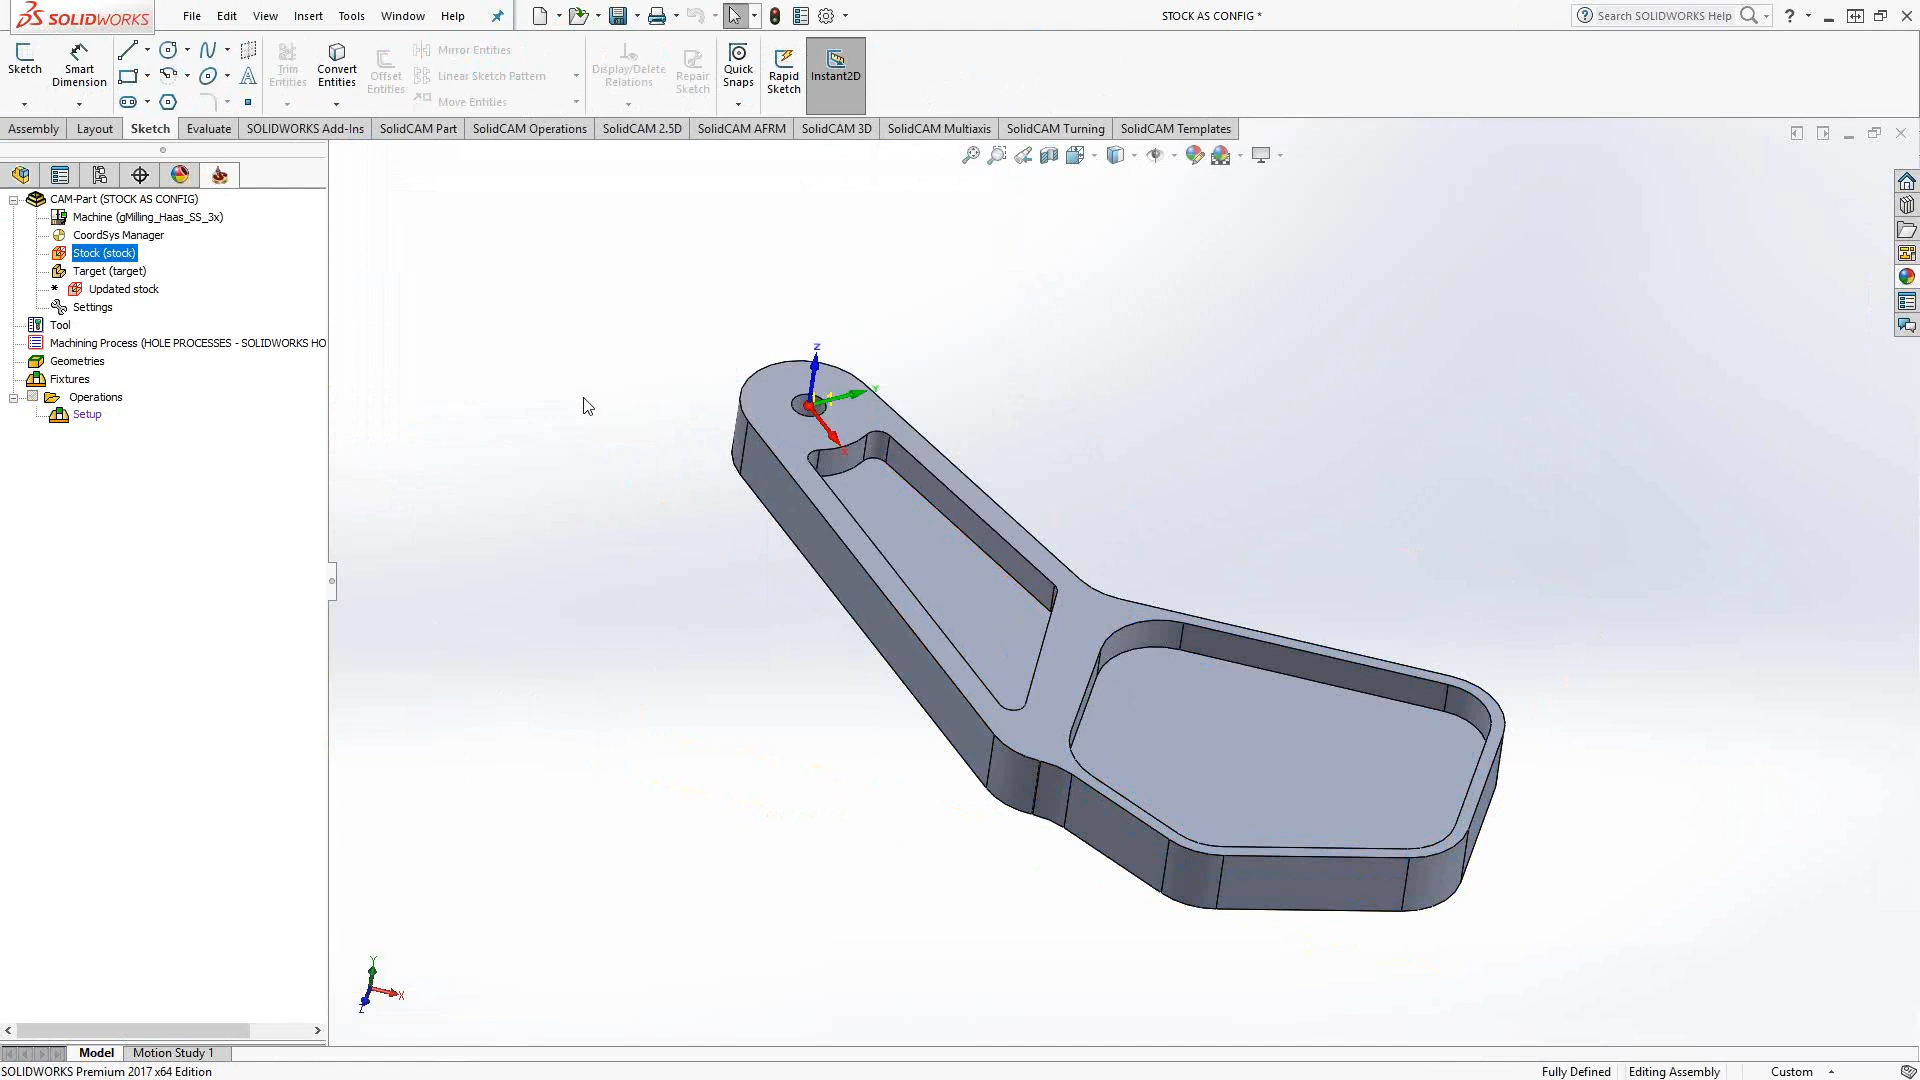 SOLIDWORKS File Edit View Insert Tools Window Help STOCK AS CONFIG * Search SOLIDWORKS Help ?
Sketch Smart Dimension Trim Entities Convert Entities Offset Entities Mirror Entities Linear Sketch Pattern Move Entities Display/Delete Relations Repair Sketch Quick Snaps Rapid Sketch Instant2D
Assembly Layout Sketch Evaluate SOLIDWORKS Add-Ins SolidCAM Part SolidCAM Operations SolidCAM 2.5D SolidCAM AFRM SolidCAM 3D SolidCAM Multiaxis SolidCAM Turning SolidCAM Templates
CAM-Part (STOCK AS CONFIG)
Machine (gMilling_Haas_SS_3x)
CoordSys Manager
Stock (stock)
Target (target)
* Updated stock
Settings
Tool
Machining Process (HOLE PROCESSES - SOLIDWORKS HO
Geometries
Fixtures
Operations
Setup
Z
Y
X
Y
X
Z
Model Motion Study 1
SOLIDWORKS Premium 2017 x64 Edition Fully Defined Editing Assembly Custom